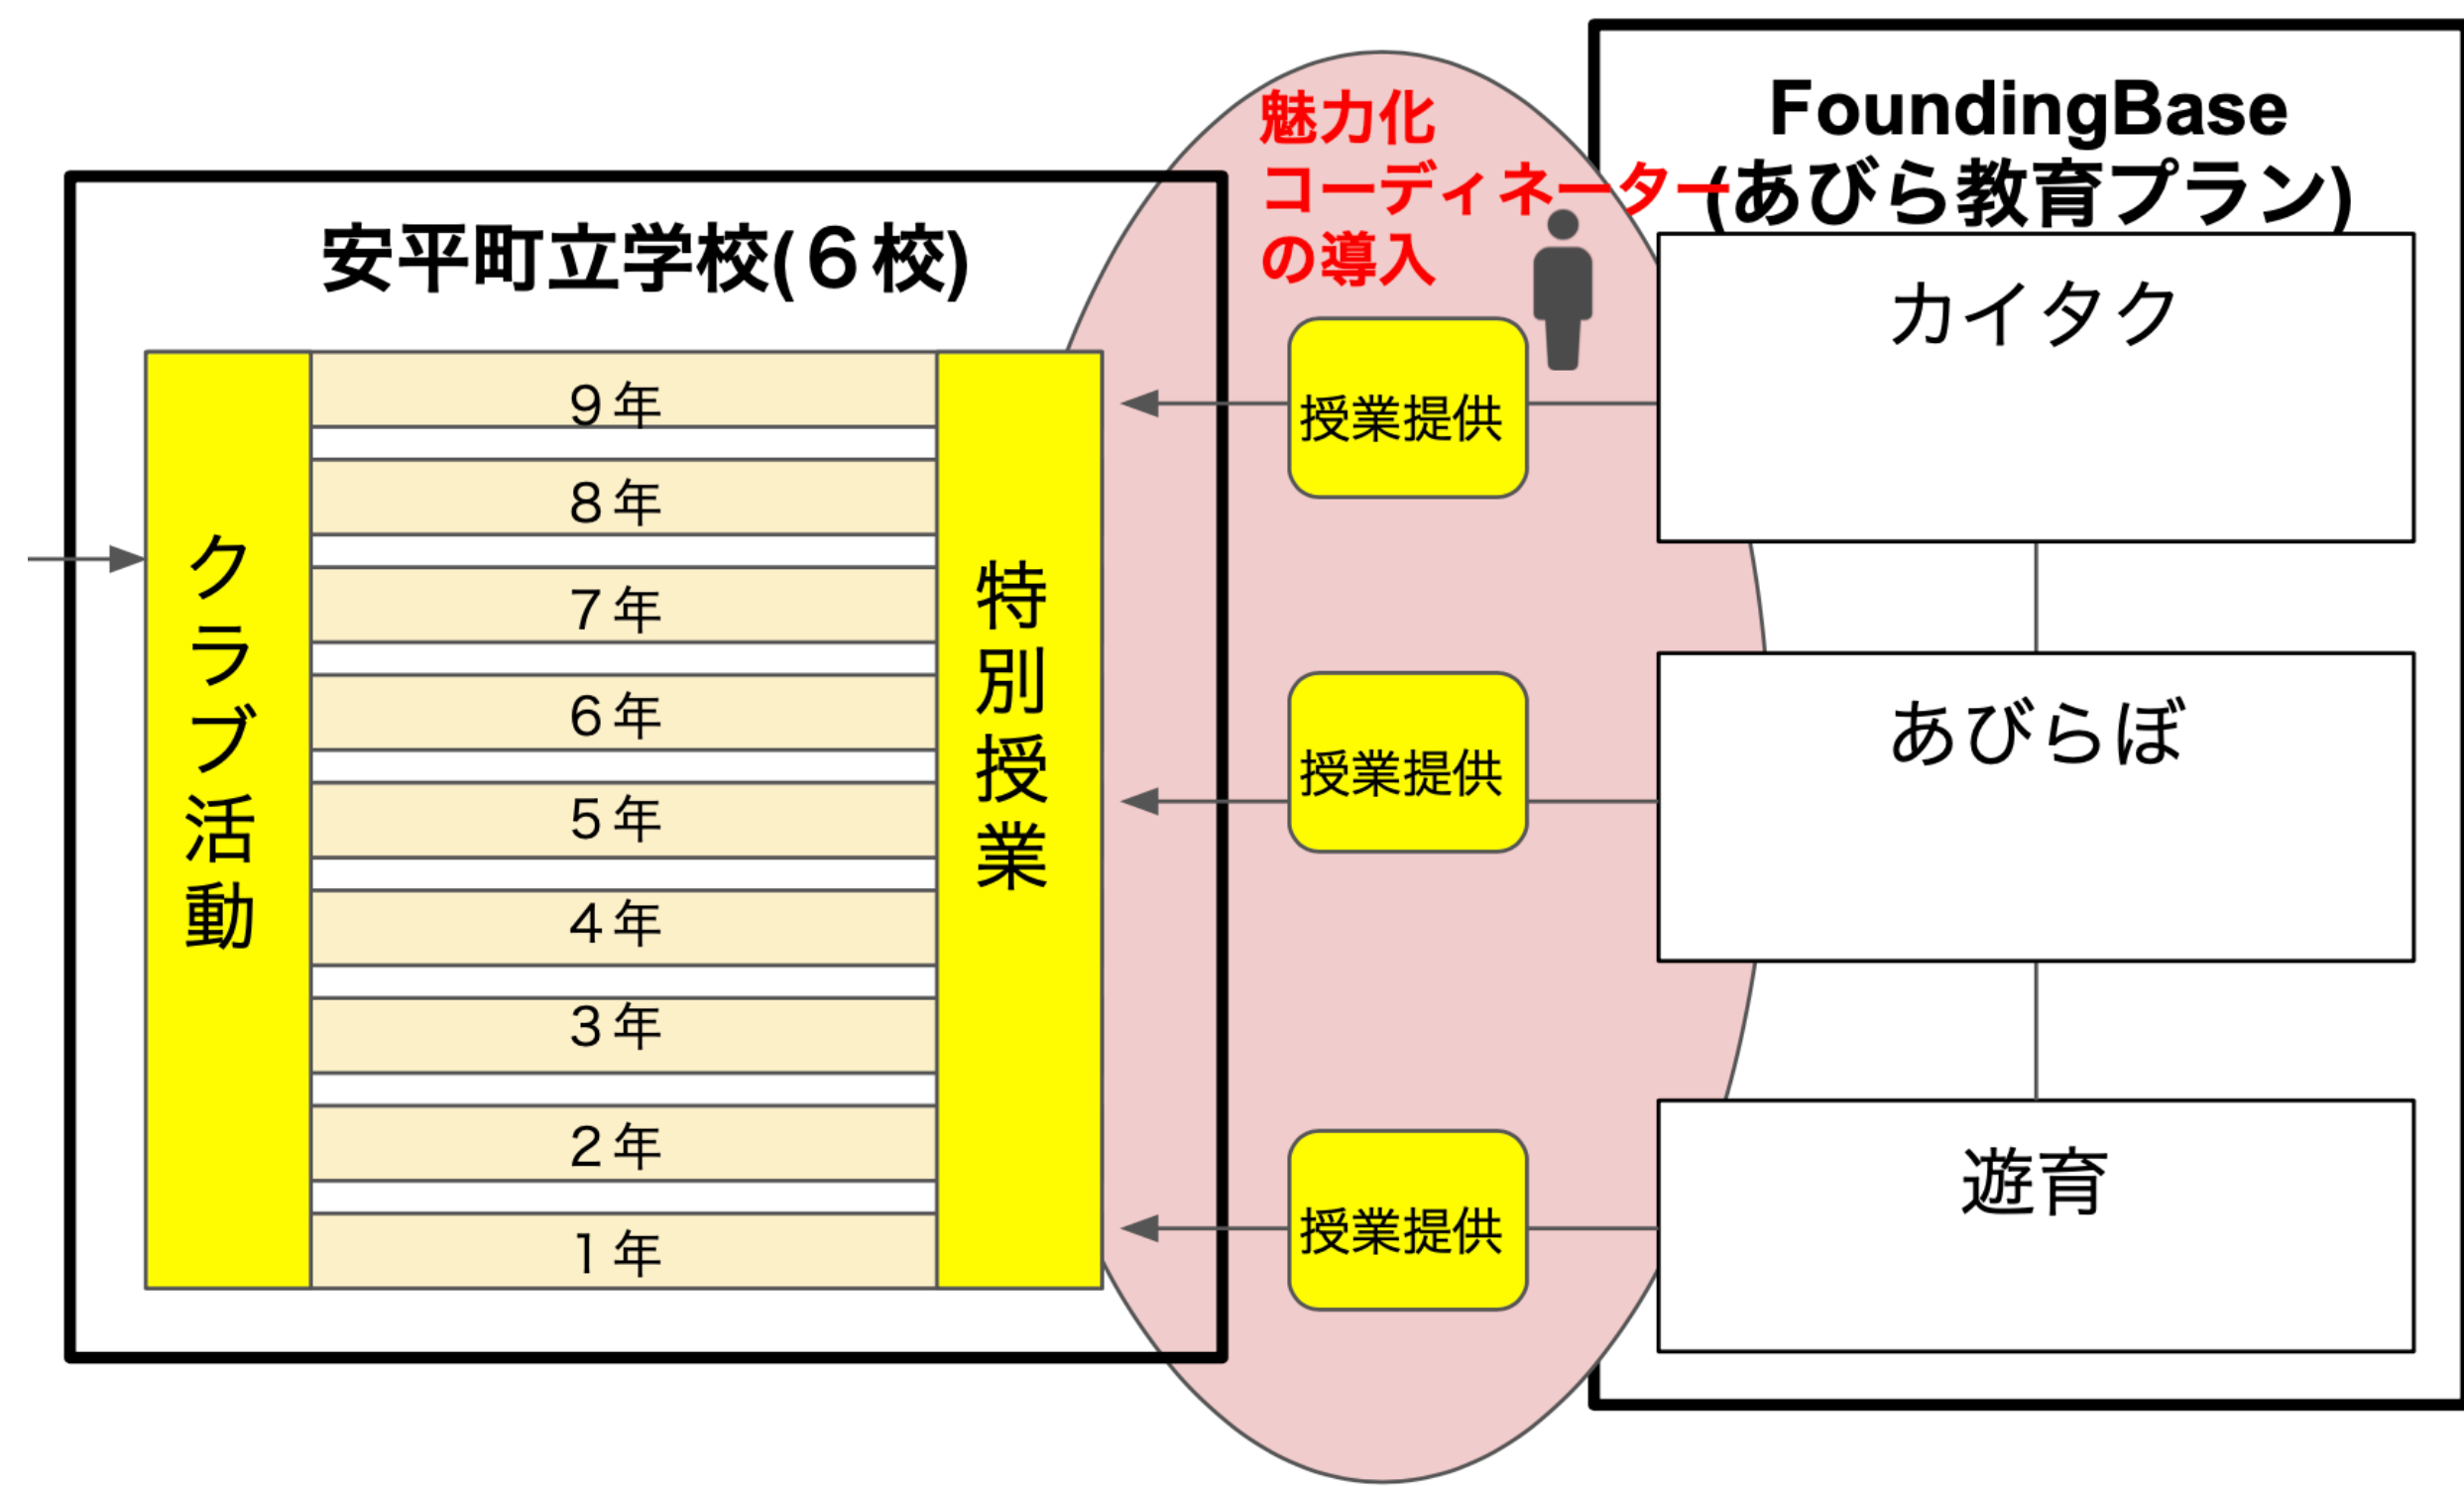 安平町立学校(６校)
クラブ活動
９年
８年
７年
６年
５年
４年
３年
２年
１年
特別授業
魅力化
コーディネーター
の導入
授業提供
授業提供
授業提供
FoundingBase
(あびら教育プラン)
カイタク
あびらぼ
遊育